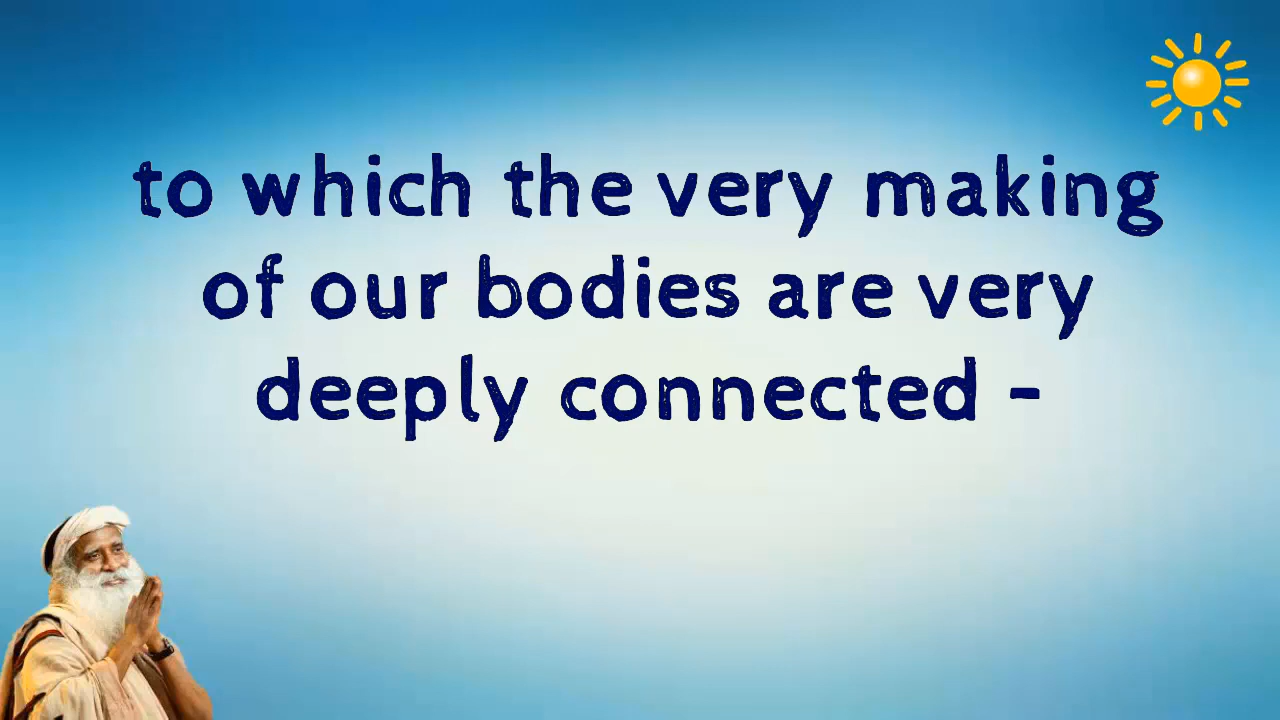 to which the very making
of our bodies are very
deeply connected -